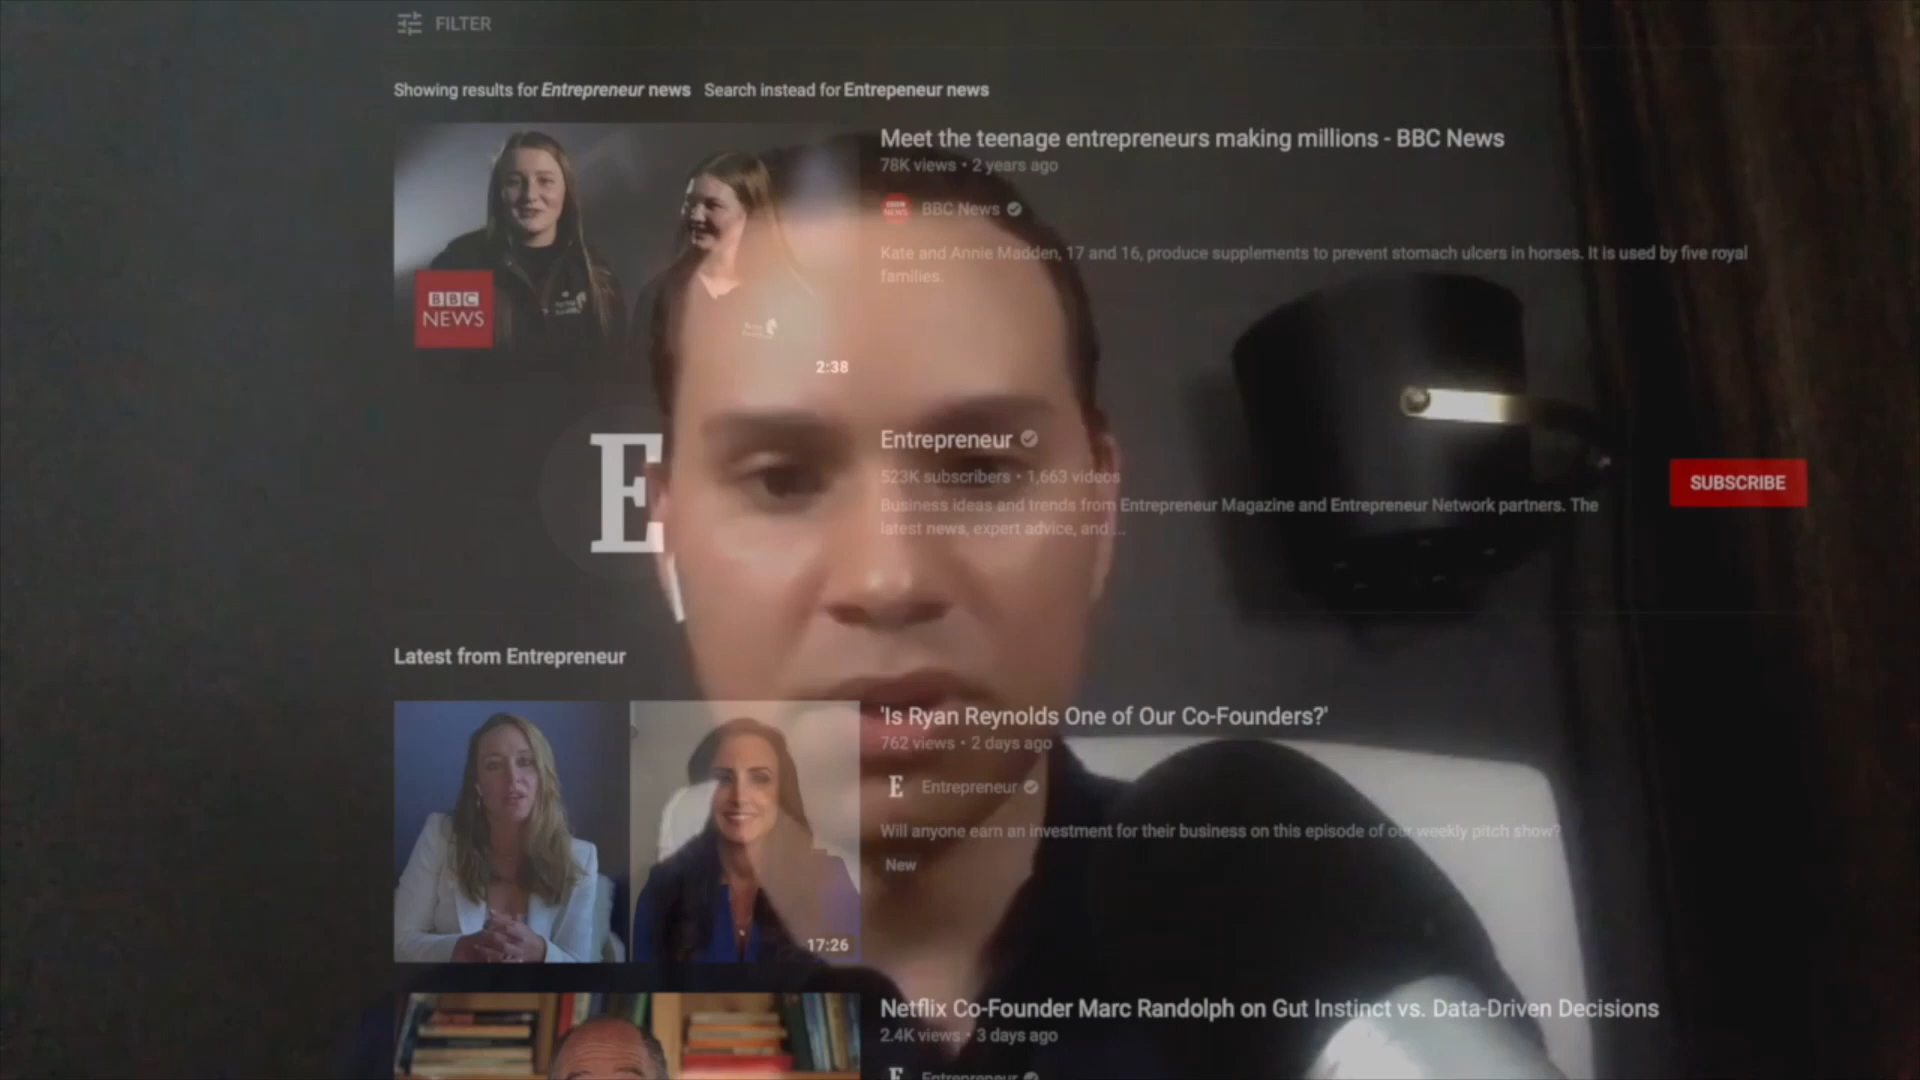 FILTER
Showing results for Entrepreneur news Search instead for Entrepeneur news
Meet the teenage entrepreneurs making millions - BBC News
78K views • 2 years ago
BBC NEWS
BBC News
Kate and Annie Madden, 17 and 16, produce supplements to prevent stomach ulcers in horses. It is used by five royal
families.
BBC
NEWS
2:38
E
Entrepreneur
523K subscribers • 1,663 videos
Business ideas and trends from Entrepreneur Magazine and Entrepreneur Network partners. The
latest news, expert advice, and ...
SUBSCRIBE
Latest from Entrepreneur
'Is Ryan Reynolds One of Our Co-Founders?'
762 views • 2 days ago
E Entrepreneur
Will anyone earn an investment for their business on this episode of our weekly pitch show?
New
17:26
Netflix Co-Founder Marc Randolph on Gut Instinct vs. Data-Driven Decisions
2.4K views • 3 days ago
E Entrepreneur